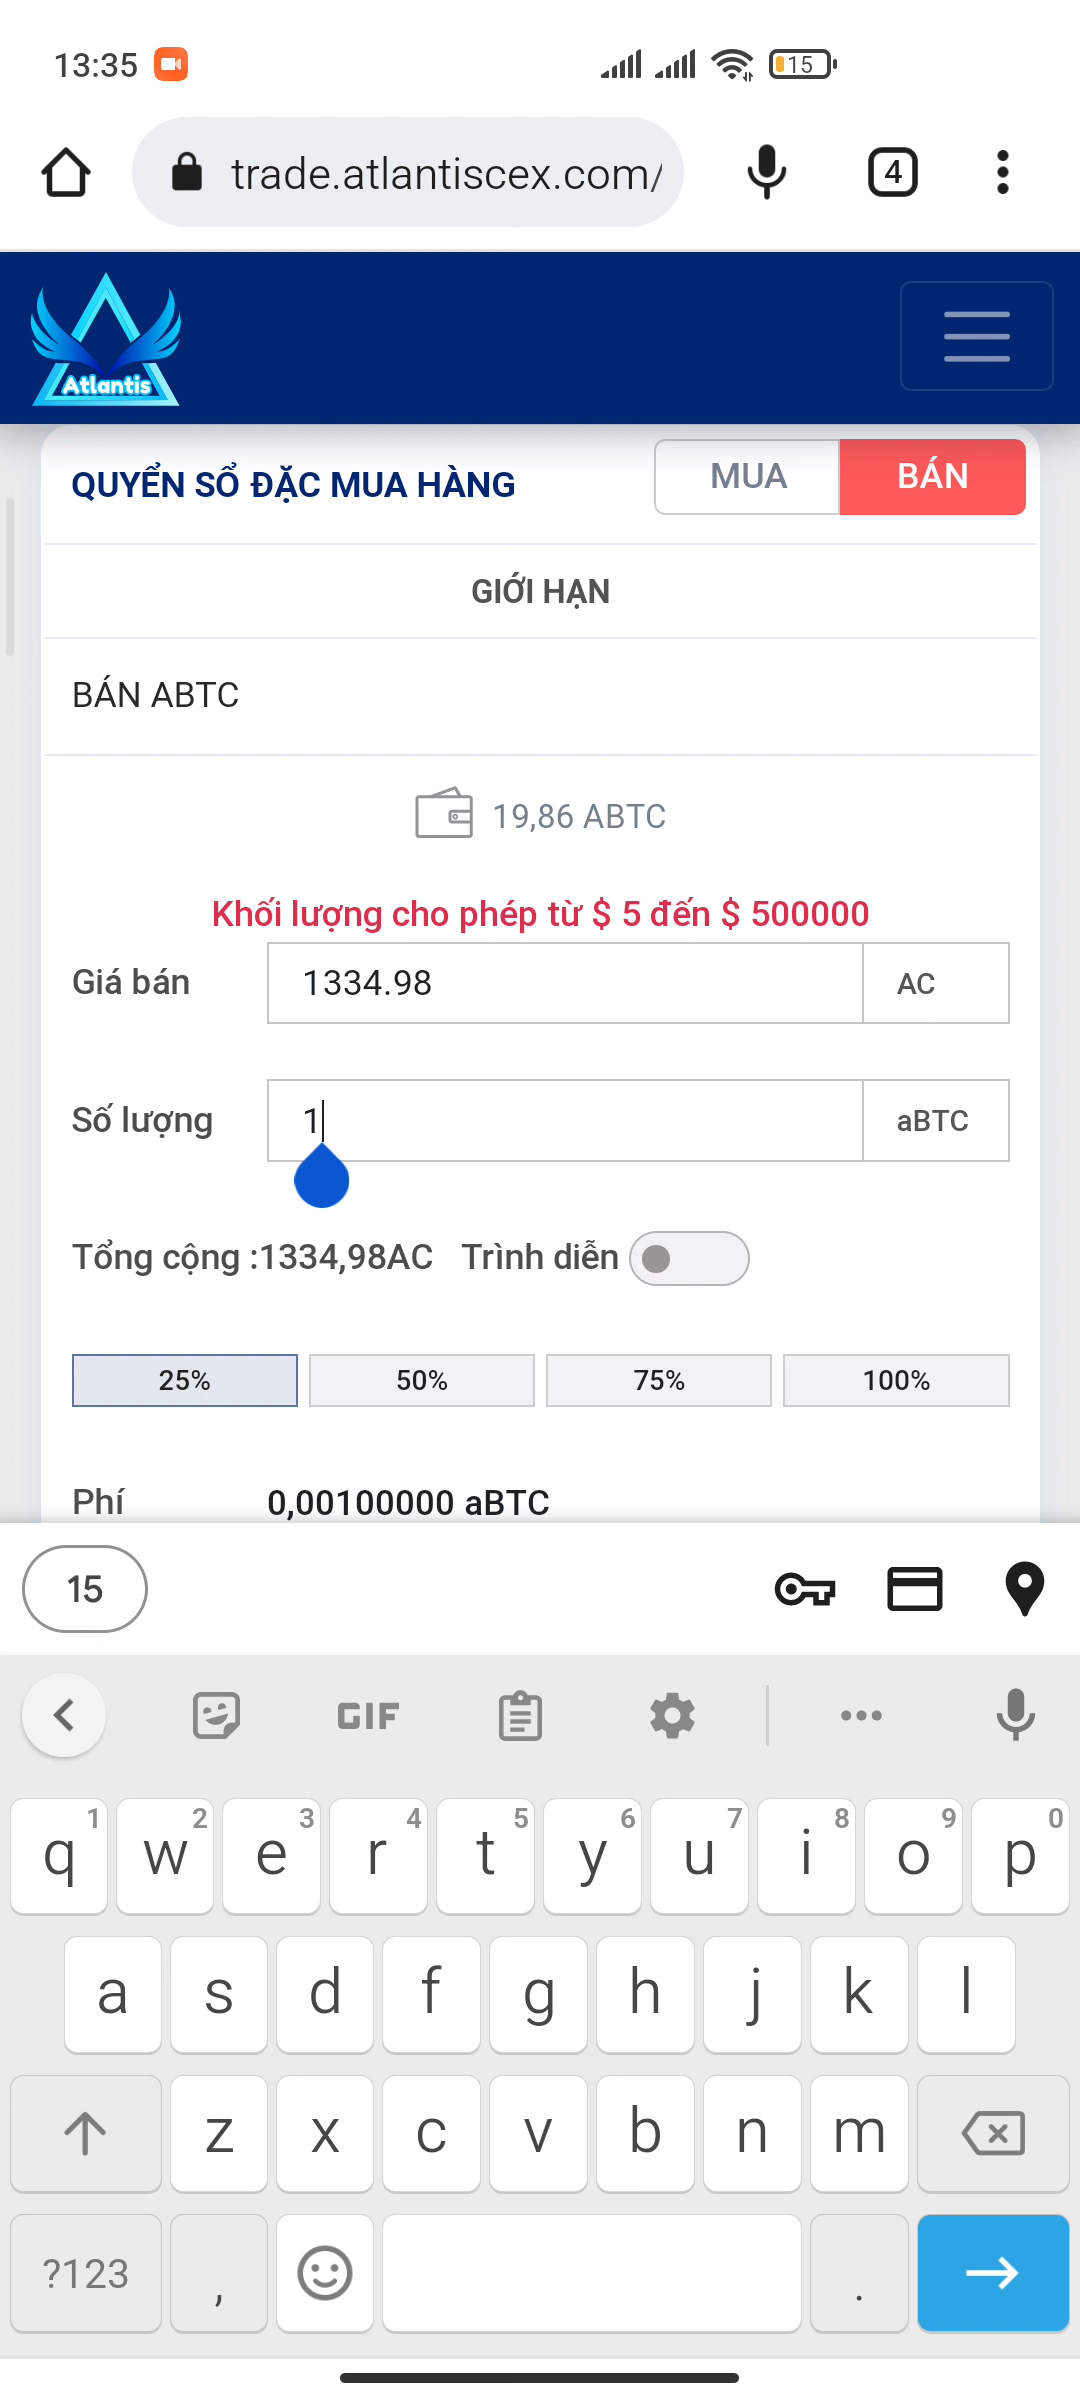 13:35
15
trade.atlantiscex.com/
4
Atlantis
QUYỂN SỔ ĐẶC MUA HÀNG
MUA
BÁN
GIỚI HẠN
BÁN ABTC
19,86 ABTC
Khối lượng cho phép từ $ 5 đến $ 500000
Giá bán
1334.98
AC
Số lượng
1
aBTC
Tổng cộng :1334,98AC
Trình diễn
25%
50%
75%
100%
Phí
0,00100000 aBTC
15
GIF
1 2 3 4 5 6 7 8 9 0
q w e r t y u i o p
a s d f g h j k l
z x c v b n m
?123 , .